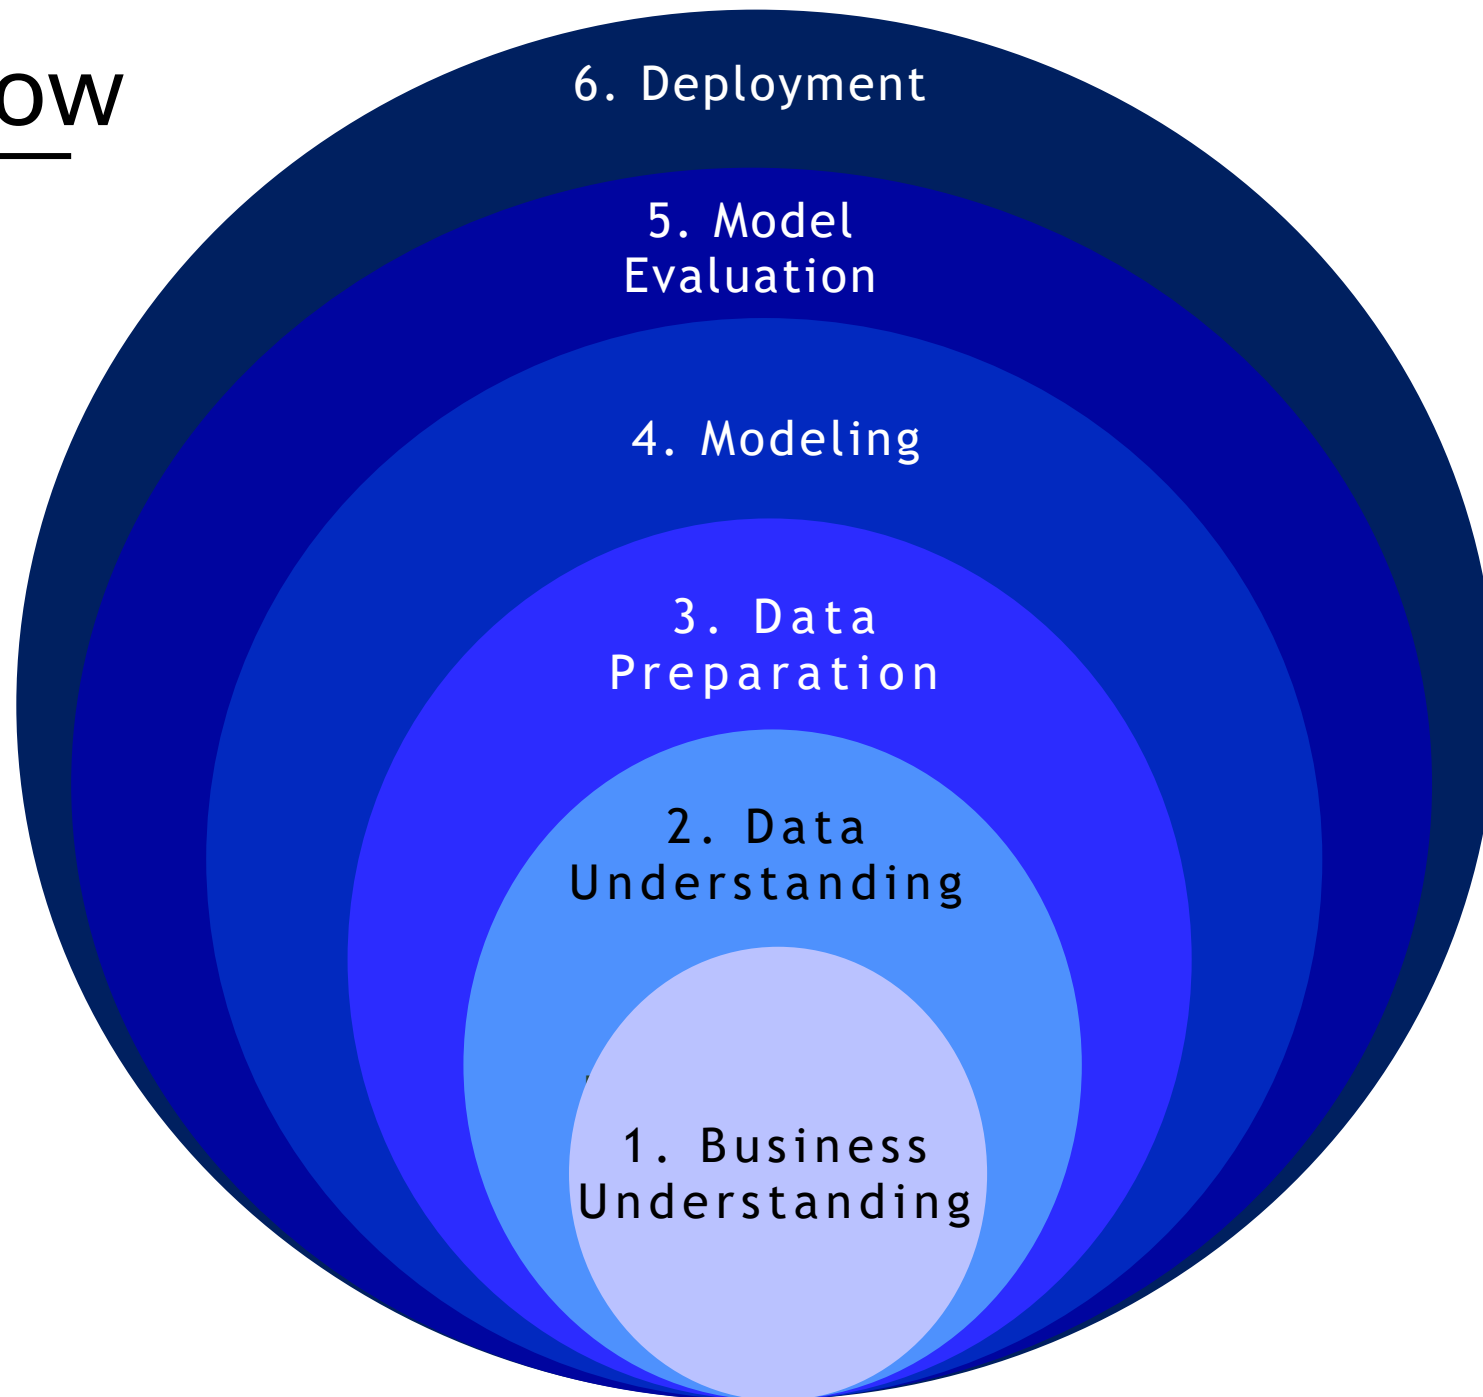 ow
6. Deployment
5. Model
Evaluation
4. Modeling
3. Data
Preparation
2. Data
Understanding
1. Business
Understanding